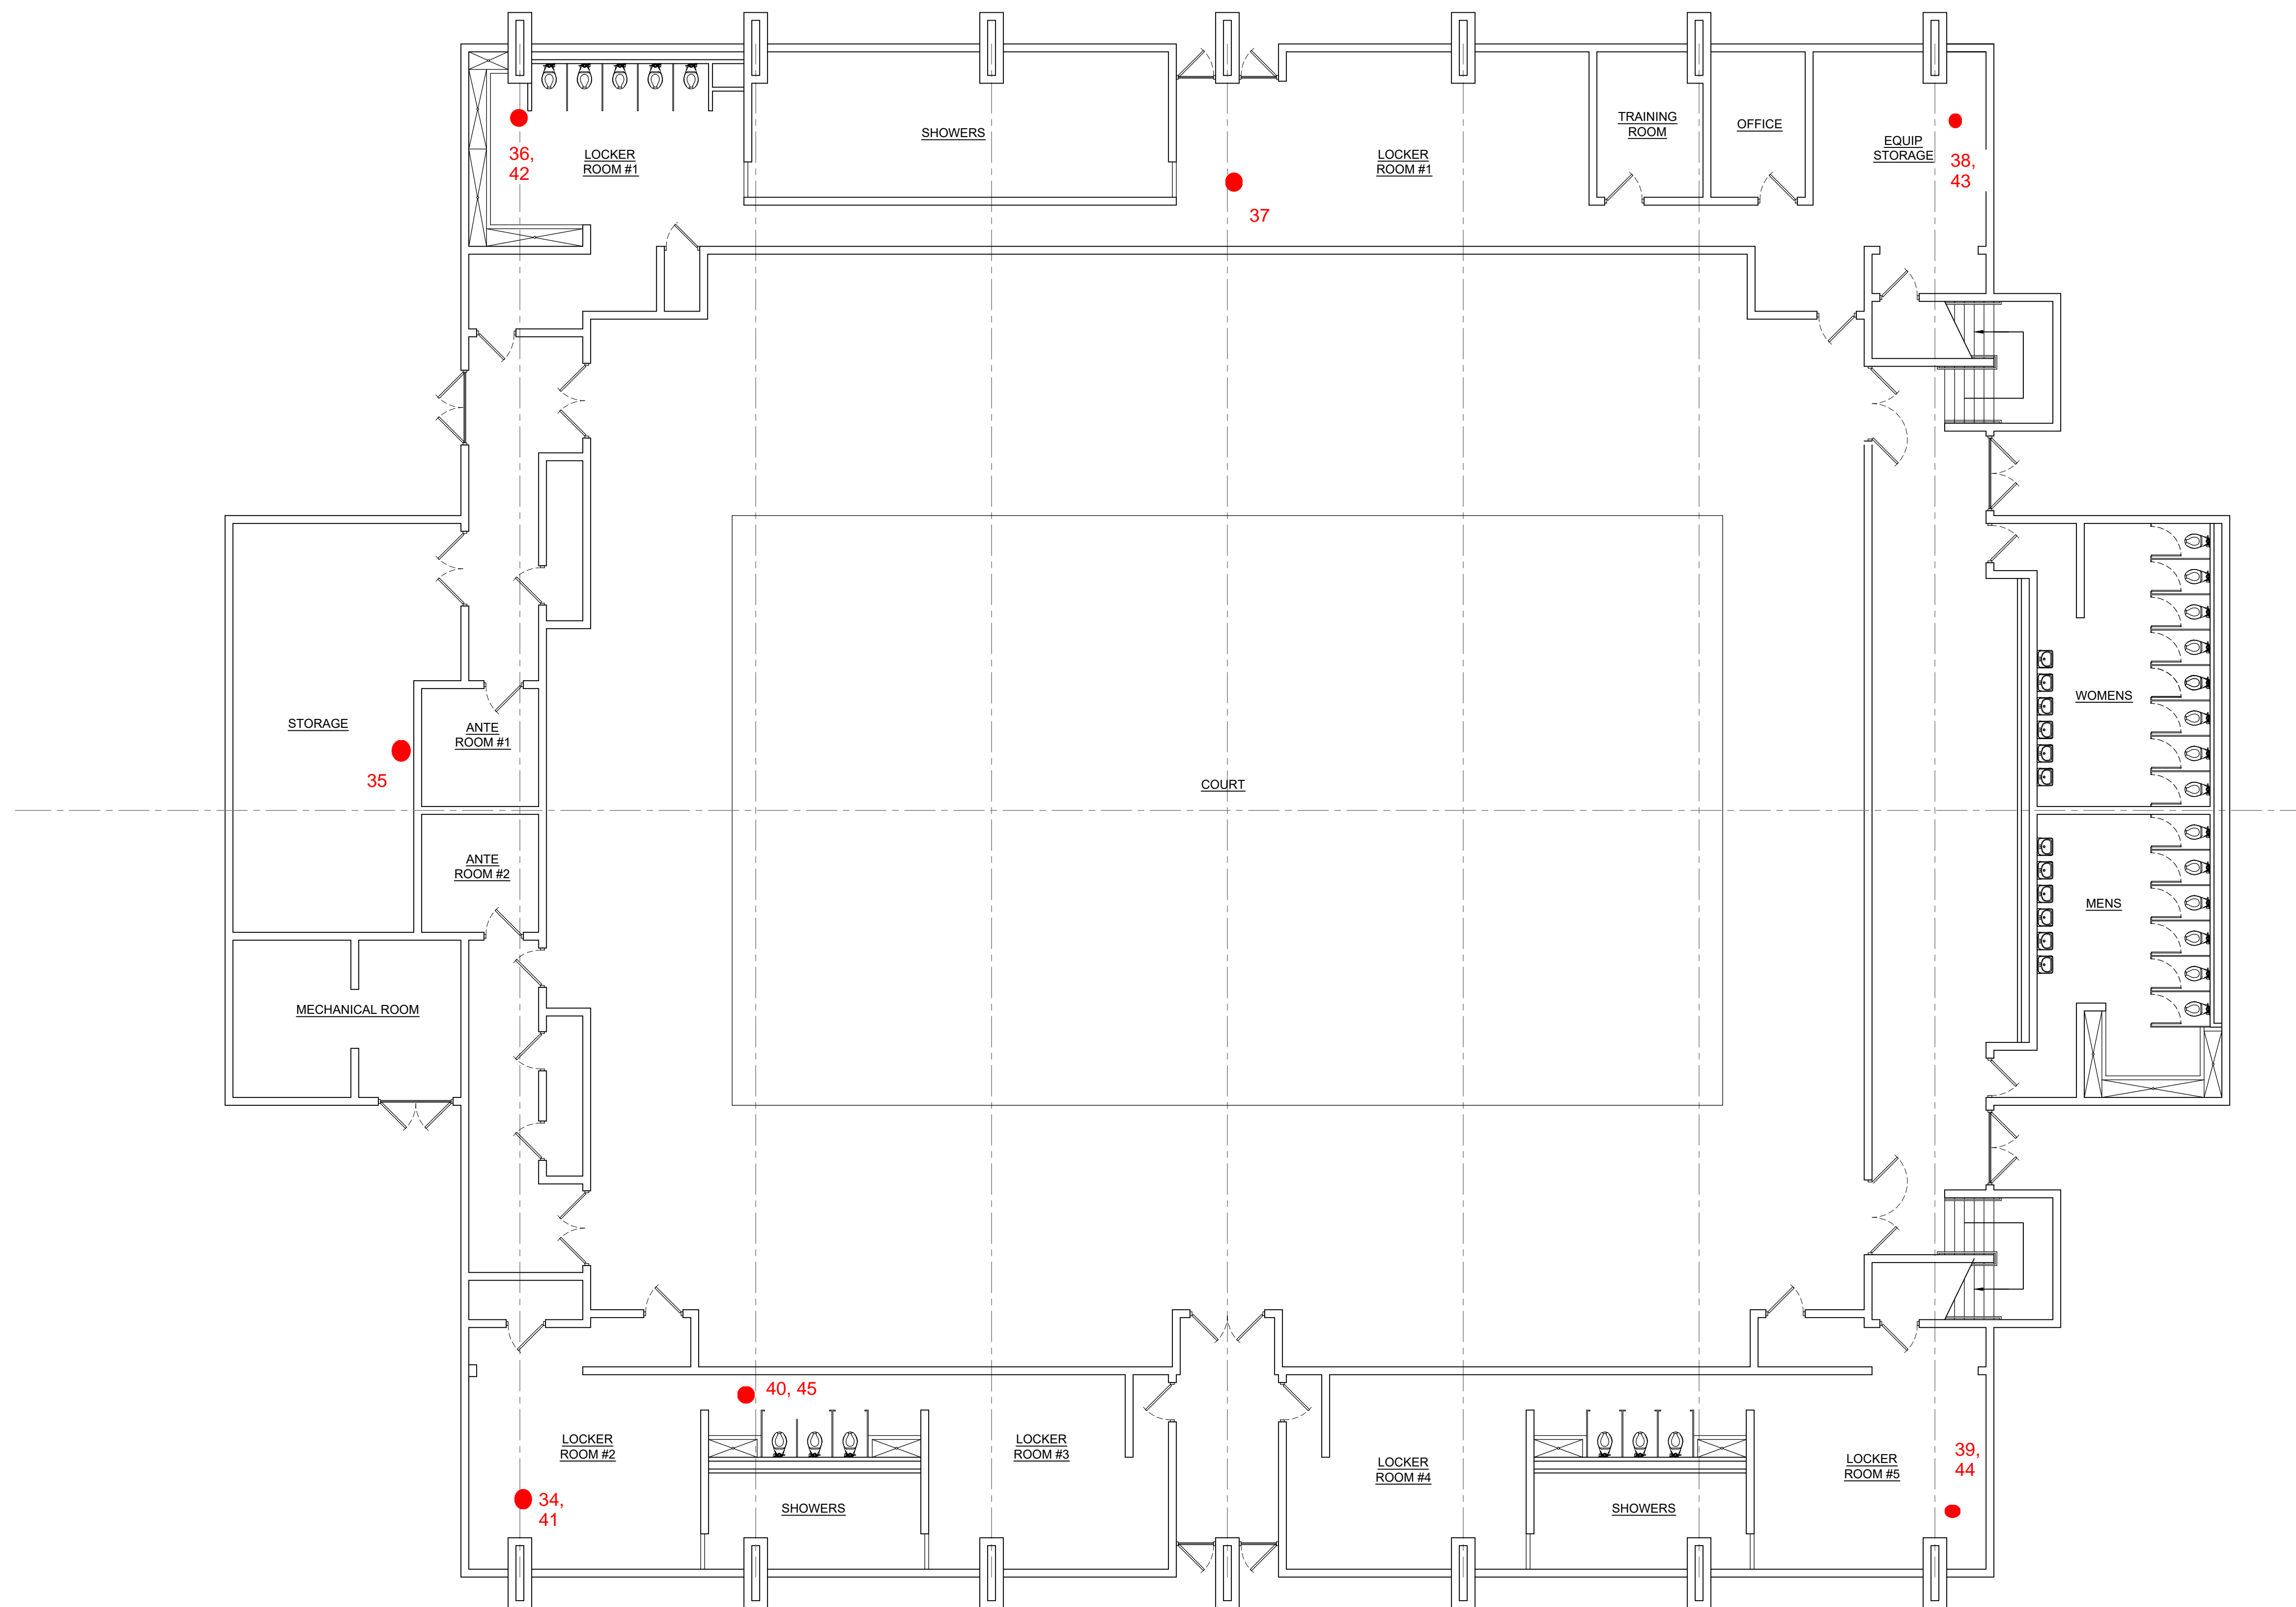 SHOWERS
TRAINING
ROOM
OFFICE
EQUIP
STORAGE
36,
42
LOCKER
ROOM #1
LOCKER
ROOM #1
38,
43
37
STORAGE
ANTE
ROOM #1
WOMENS
35
COURT
ANTE
ROOM #2
MENS
MECHANICAL ROOM
40, 45
LOCKER
ROOM #2
LOCKER
ROOM #3
LOCKER
ROOM #4
LOCKER
ROOM #5
39,
44
34,
41
SHOWERS
SHOWERS